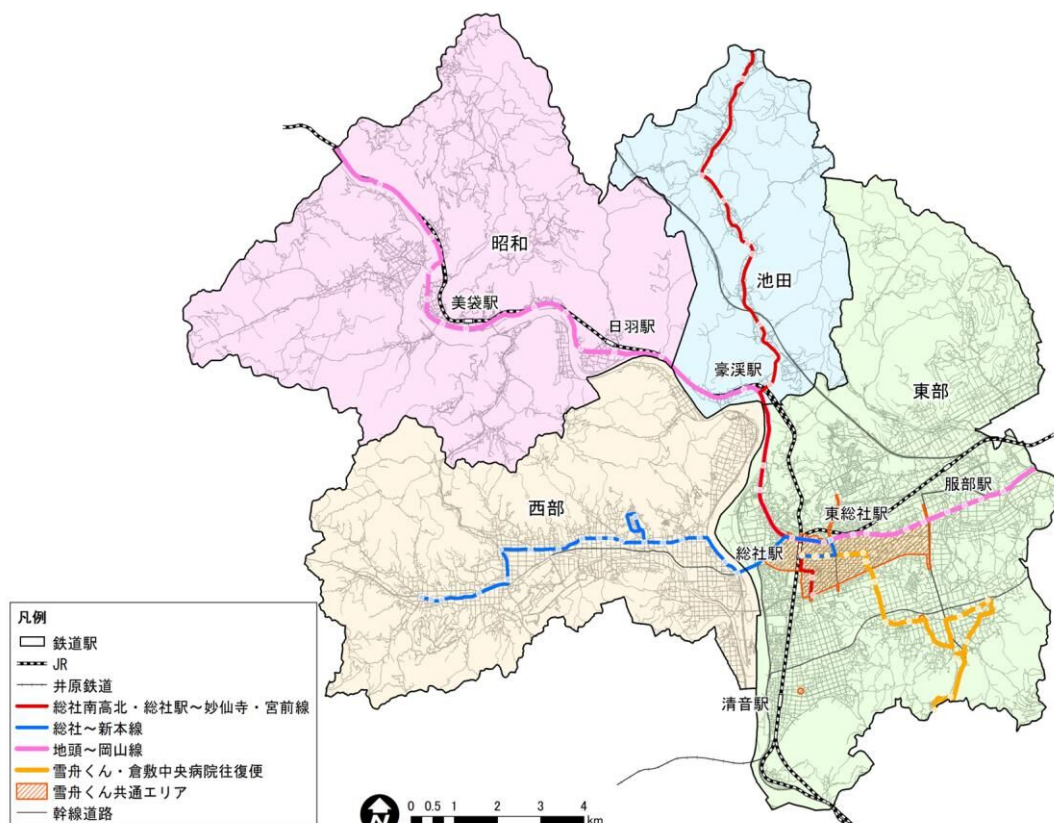 昭和
池田
美袋駅
日羽駅
豪渓駅
東部
服部駅
東総社駅
西部
総社駅
清音駅
凡例
鉄道駅
JR
井原鉄道
総社南高北・総社駅～妙仙寺・宮前線
総社～新本線
地頭～岡山線
雪舟くん・倉敷中央病院往復便
雪舟くん共通エリア
幹線道路
N
0 0.5 1 2 3 4
km